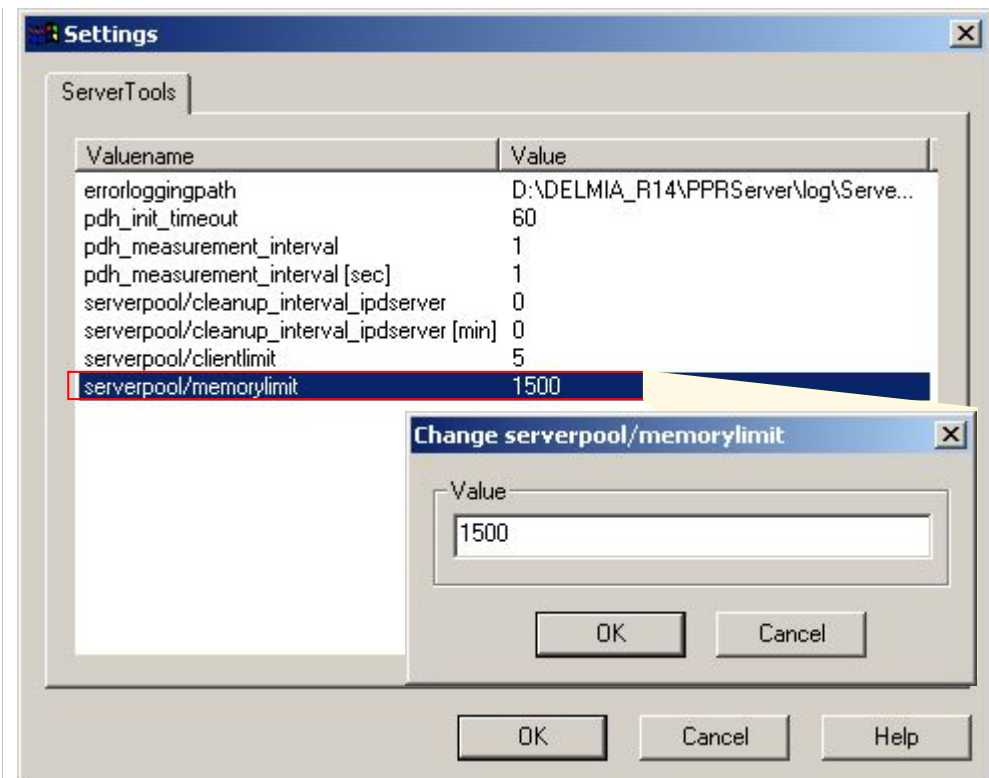 Settings
ServerTools
Valuename Value
errorloggingpath D:\DELMIA_R14\PPRServer\log\Serve...
pdh_init_timeout 60
pdh_measurement_interval 1
pdh_measurement_interval [sec] 1
serverpool/cleanup_interval_ipdserver 0
serverpool/cleanup_interval_ipdserver [min] 0
serverpool/clientlimit 5
serverpool/memorylimit 1500
Change serverpool/memorylimit
Value
1500
OK Cancel
OK Cancel Help